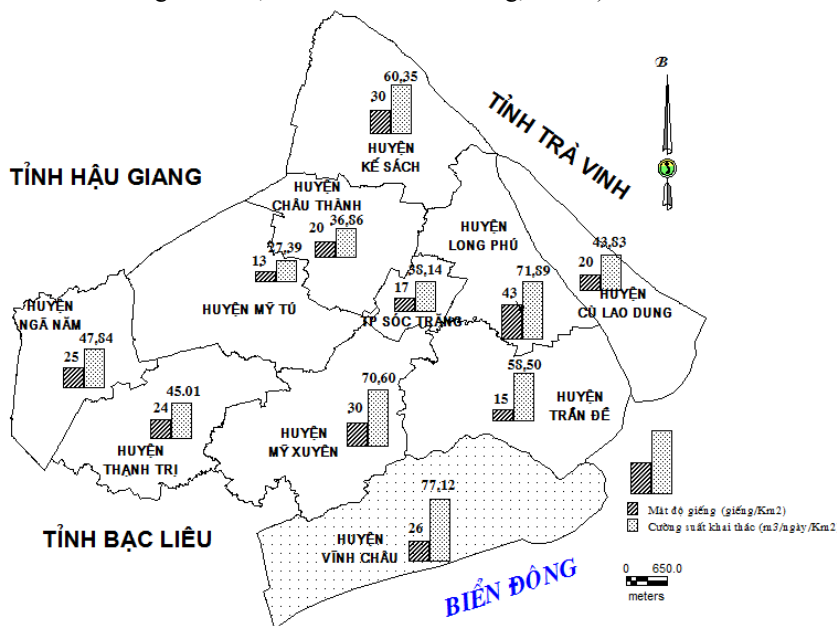 60,35
30
HUYỆN
KẾ SÁCH
B
TỈNH TRÀ VINH
TỈNH HẬU GIANG
HUYỆN
CHÂU THÀNH
36,86
20
HUYỆN
LONG PHÚ
27,39
13
HUYỆN MỸ TÚ
38,14
17
TP SÓC TRĂNG
71,89
43
43,83
20
HUYỆN
CÙ LAO DUNG
HUYỆN
NGÃ NĂM
47,84
25
45.01
24
HUYỆN
THẠNH TRỊ
70,60
30
HUYỆN
MỸ XUYÊN
58,50
15
HUYỆN
TRẦN ĐỀ
77,12
26
HUYỆN
VĨNH CHÂU
TỈNH BẠC LIÊU
BIỂN ĐÔNG
Mật độ giếng (giếng/Km2)
Cường suất khai thác (m3/ngày/Km2
0 650.0
meters